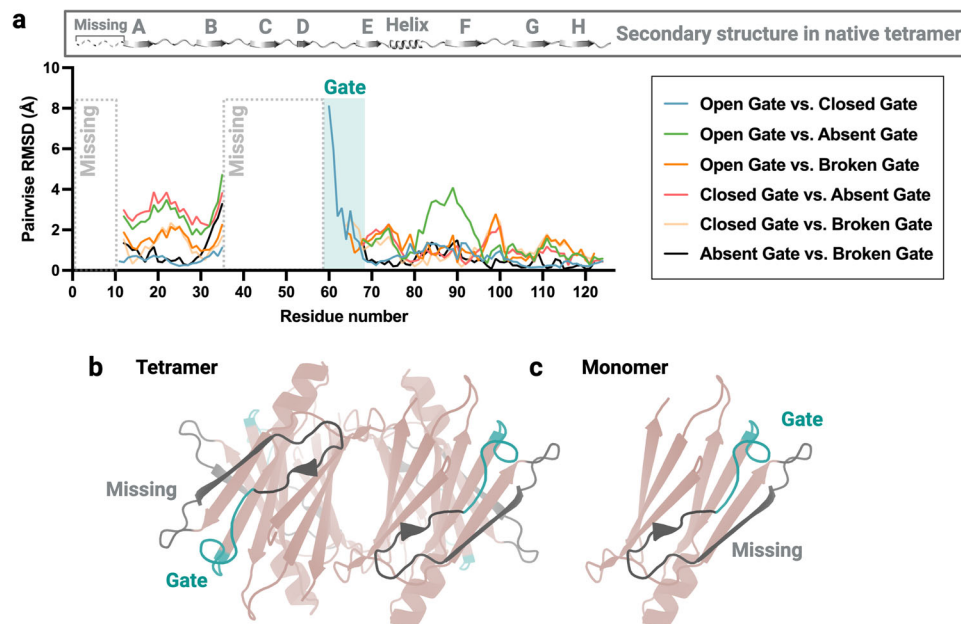 a
Missing A B C D E Helix F G H Secondary structure in native tetramer
Gate
Missing
Missing
Pairwise RMSD (Å)
10
8
6
4
2
0
0 10 20 30 40 50 60 70 80 90 100 110 120
Residue number
Open Gate vs. Closed Gate
Open Gate vs. Absent Gate
Open Gate vs. Broken Gate
Closed Gate vs. Absent Gate
Closed Gate vs. Broken Gate
Absent Gate vs. Broken Gate
b Tetramer
Missing
Gate
c Monomer
Gate
Missing